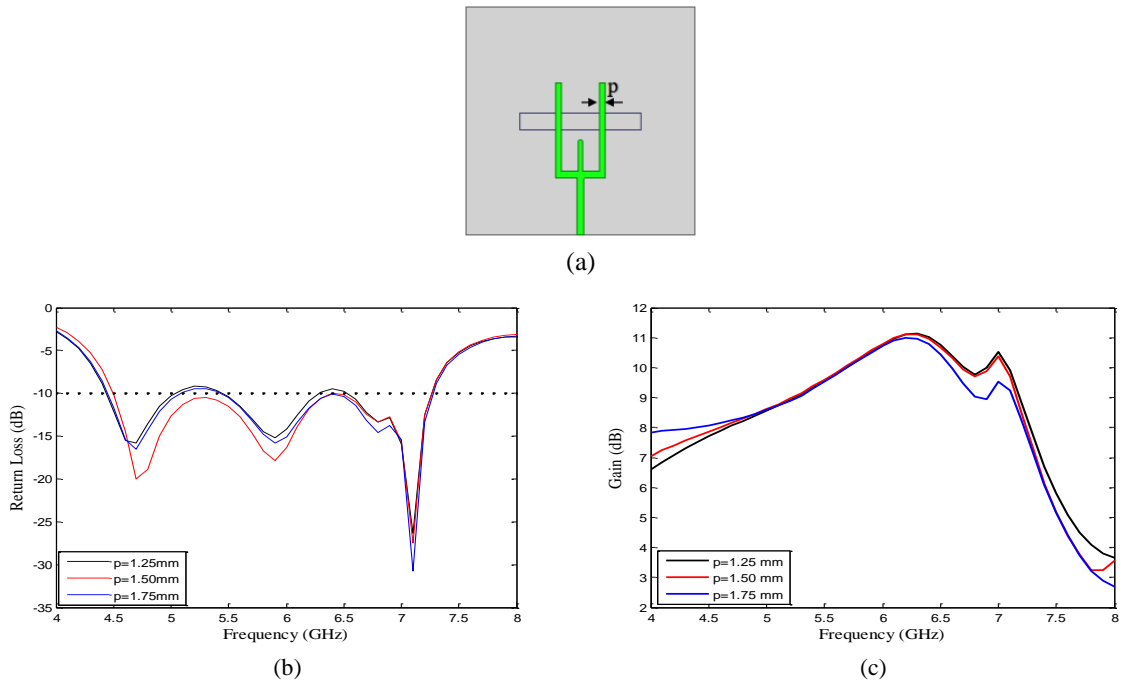 p
(a)
0
-5
-10
-15
-20
-25
-30
-35
4
4.5
5
5.5
6
6.5
7
7.5
8
Return Loss (dB)
Frequency (GHz)
p=1.25mm
p=1.50mm
p=1.75mm
(b)
12
11
10
9
8
7
6
5
4
3
2
4
4.5
5
5.5
6
6.5
7
7.5
8
Gain (dB)
Frequency (GHz)
p=1.25 mm
p=1.50 mm
p=1.75 mm
(c)